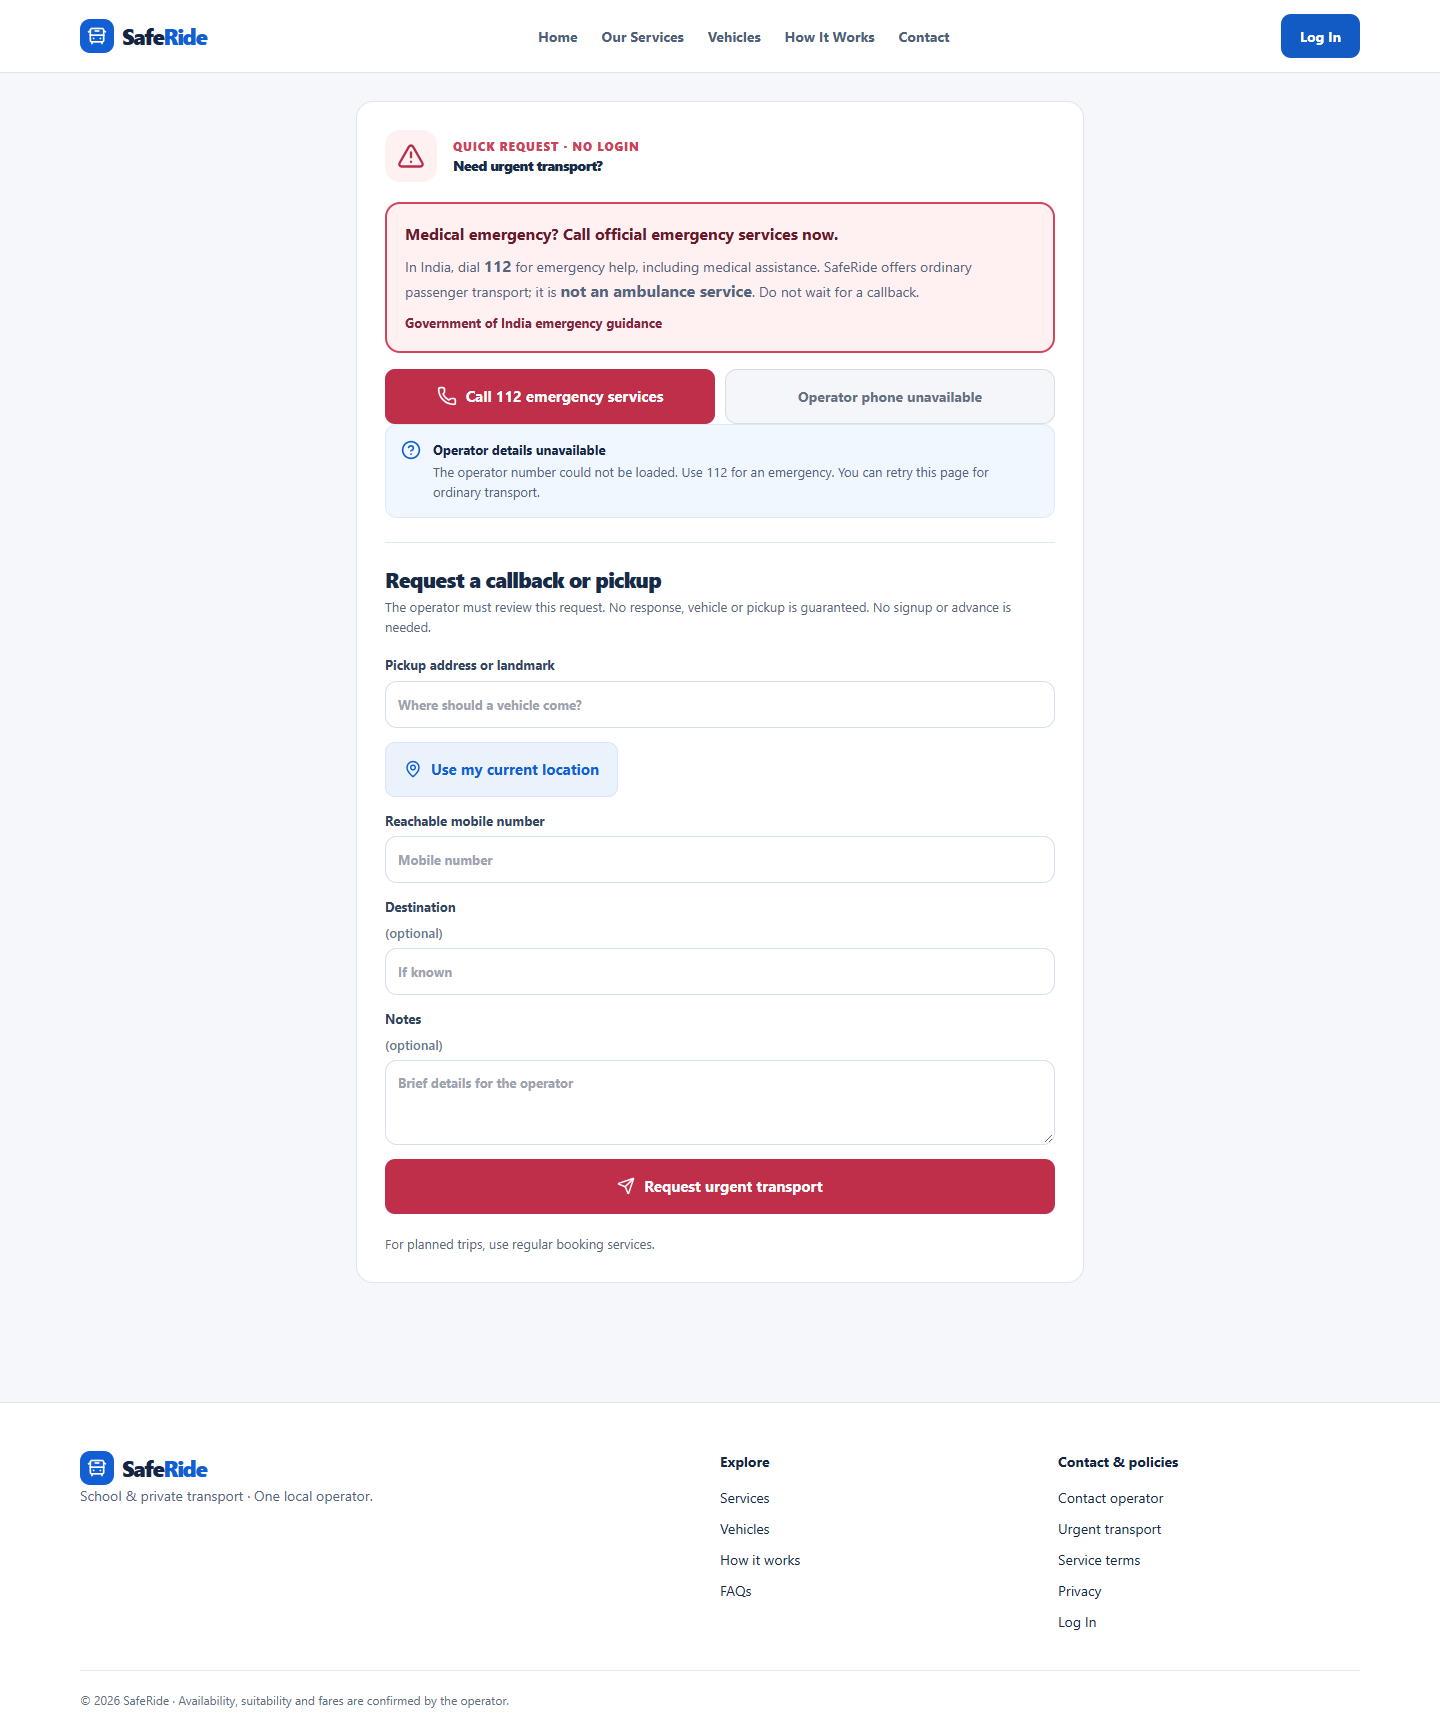 SafeRide
Home
Our Services
Vehicles
How It Works
Contact
Log In
QUICK REQUEST · NO LOGIN
Need urgent transport?
Medical emergency? Call official emergency services now.
In India, dial 112 for emergency help, including medical assistance. SafeRide offers ordinary
passenger transport; it is not an ambulance service. Do not wait for a callback.
Government of India emergency guidance
Call 112 emergency services
Operator phone unavailable
Operator details unavailable
The operator number could not be loaded. Use 112 for an emergency. You can retry this page for
ordinary transport.
Request a callback or pickup
The operator must review this request. No response, vehicle or pickup is guaranteed. No signup or advance is
needed.
Pickup address or landmark
Where should a vehicle come?
Use my current location
Reachable mobile number
Mobile number
Destination
(optional)
If known
Notes
(optional)
Brief details for the operator
Request urgent transport
For planned trips, use regular booking services.
SafeRide
School & private transport · One local operator.
Explore
Services
Vehicles
How it works
FAQs
Contact & policies
Contact operator
Urgent transport
Service terms
Privacy
Log In
© 2026 SafeRide · Availability, suitability and fares are confirmed by the operator.